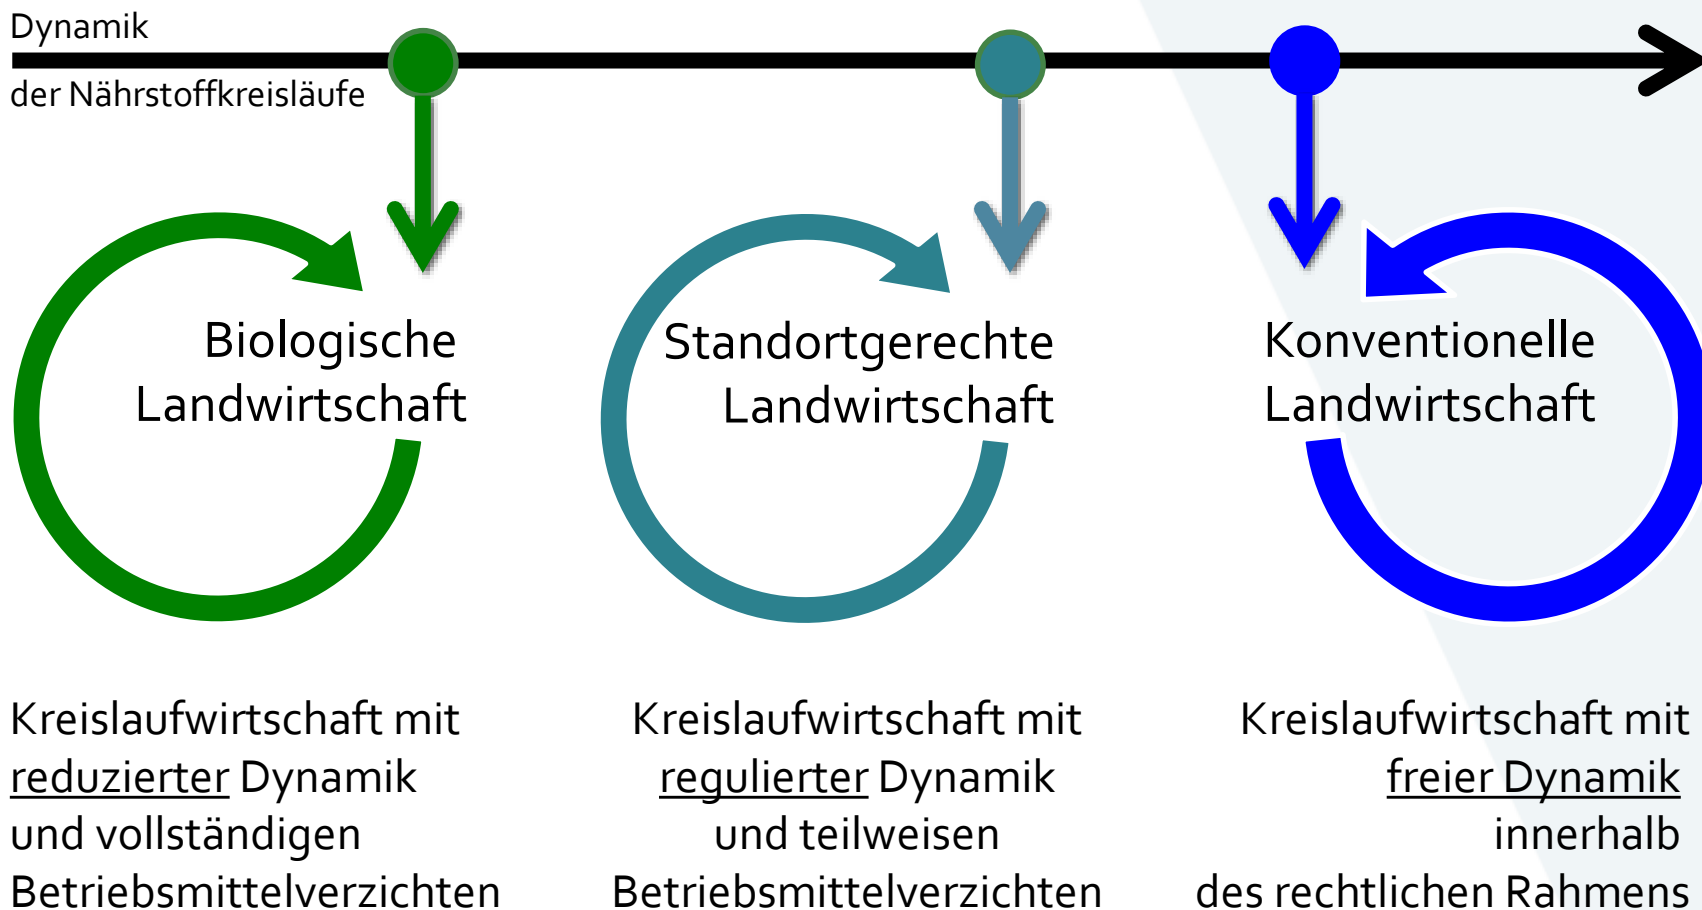 Dynamik
der Nährstoffkreisläufe
Biologische
Landwirtschaft
Standortgerechte
Landwirtschaft
Konventionelle
Landwirtschaft
Kreislaufwirtschaft mit
reduzierter Dynamik
und vollständigen
Betriebsmittelverzichten
Kreislaufwirtschaft mit
regulierter Dynamik
und teilweisen
Betriebsmittelverzichten
Kreislaufwirtschaft mit
freier Dynamik
innerhalb
des rechtlichen Rahmens